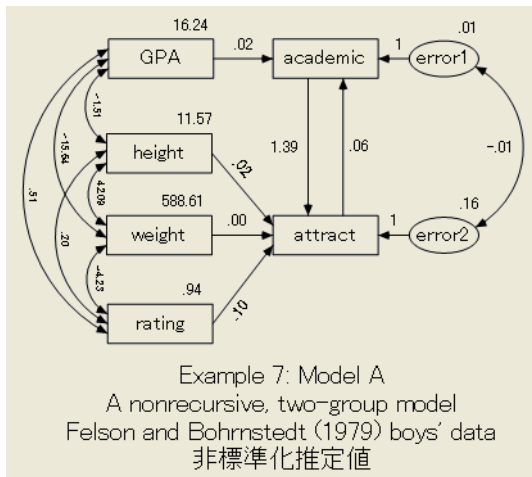 16.24
.01
GPA
.02
academic
1
error1
-1.51
11.57
-15.64
height
1.39
.06
-.01
.51
42.09
588.61
.02
.16
.20
weight
.00
attract
1
error2
-4.23
.94
rating
.10
Example 7: Model A
A nonrecursive, two-group model
Felson and Bohrnstedt (1979) boys' data
非標準化推定値